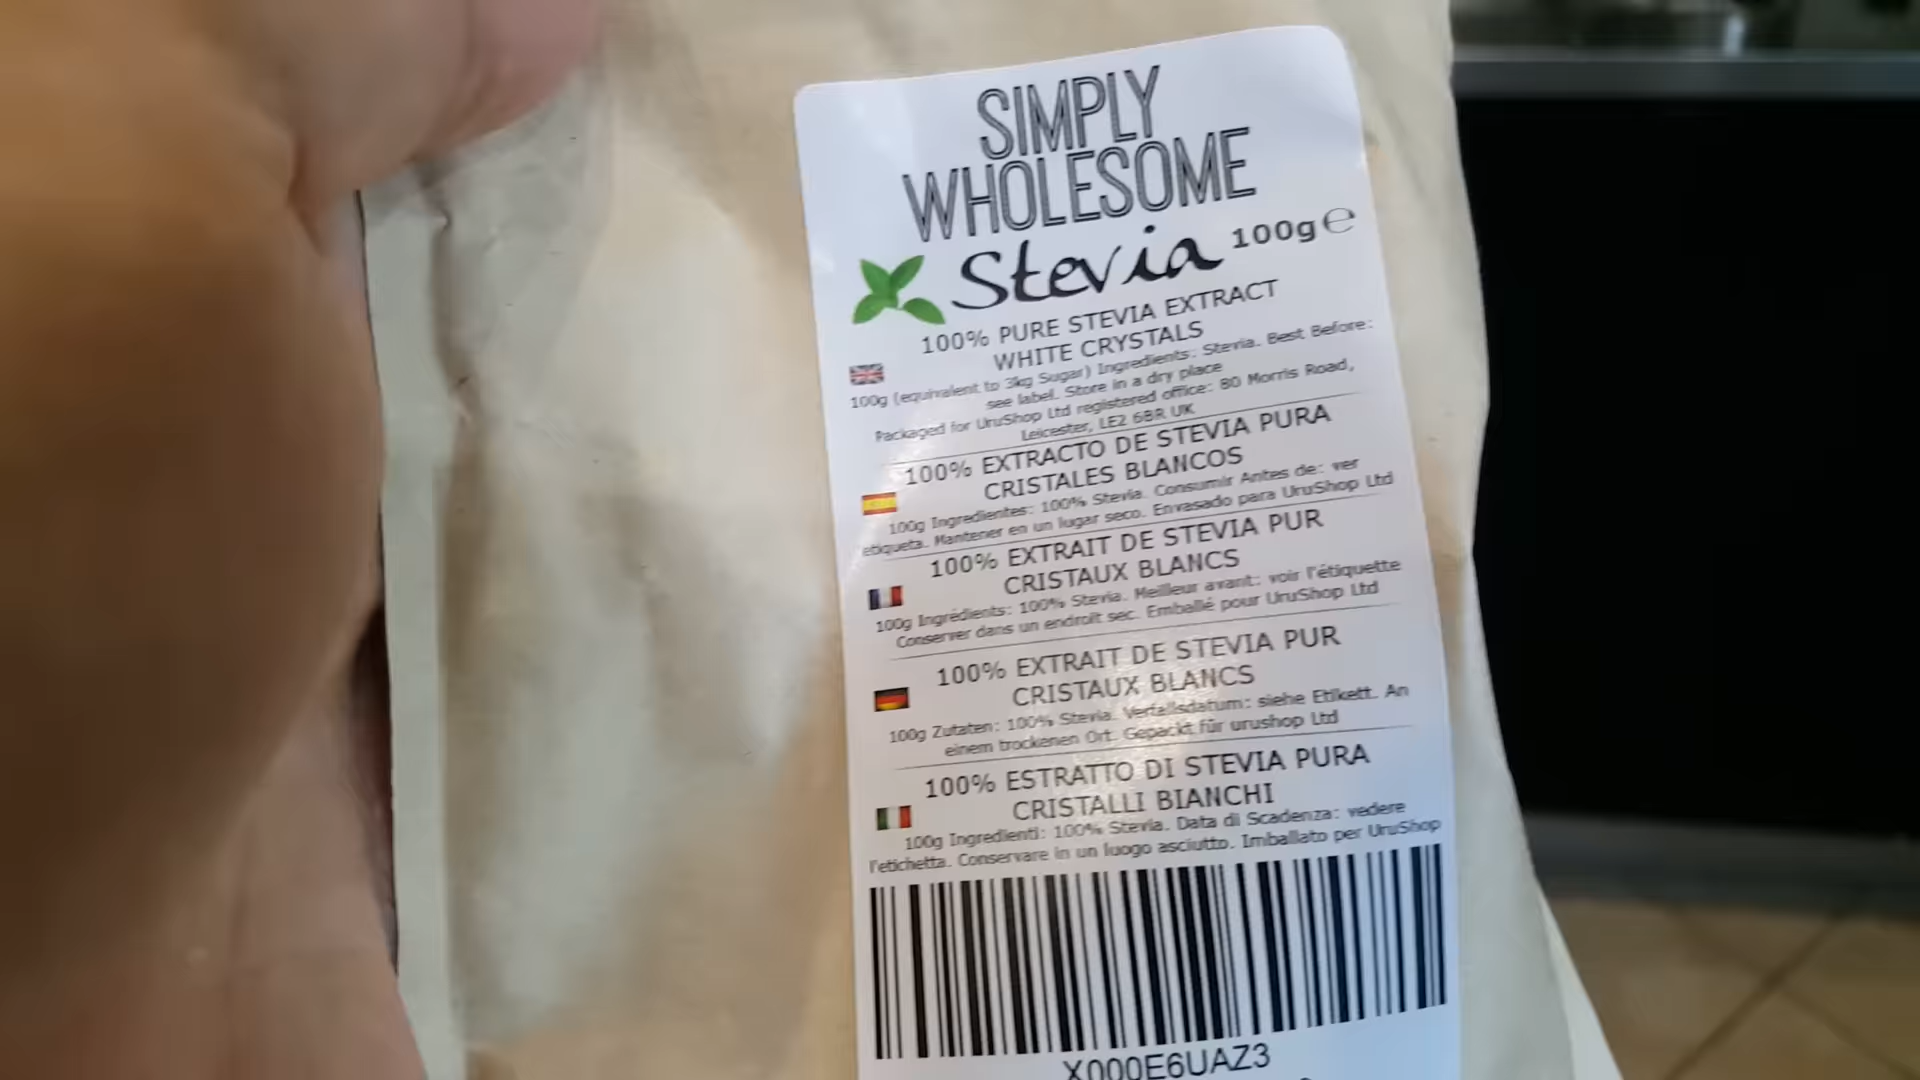 SIMPLY
WHOLESOME
Stevia 100g ℮
100% PURE STEVIA EXTRACT
WHITE CRYSTALS
100g (equivalent to 3kg Sugar) Ingredients: Stevia. Best Before:
see label. Store in a dry place
Packaged for UruShop Ltd registered office: 80 Morris Road,
Leicester, LE2 6BR UK
100% EXTRACTO DE STEVIA PURA
CRISTALES BLANCOS
100g Ingredientes: 100% Stevia. Consumir Antes de: ver
etiqueta. Mantener en un lugar seco. Envasado para UruShop Ltd
100% EXTRAIT DE STEVIA PUR
CRISTAUX BLANCS
100g Ingrédients: 100% Stevia. Meilleur avant: voir l'étiquette
Conserver dans un endroit sec. Emballé pour UruShop Ltd
100% EXTRAIT DE STEVIA PUR
CRISTAUX BLANCS
100g Zutaten: 100% Stevia. Verfallsdatum: siehe Etikett. An
einem trockenen Ort. Gepackt für urushop Ltd
100% ESTRATTO DI STEVIA PURA
CRISTALLI BIANCHI
100g Ingredienti: 100% Stevia. Data di Scadenza: vedere
l'etichetta. Conservare in un luogo asciutto. Imballato per UruShop
X000E6UAZ3